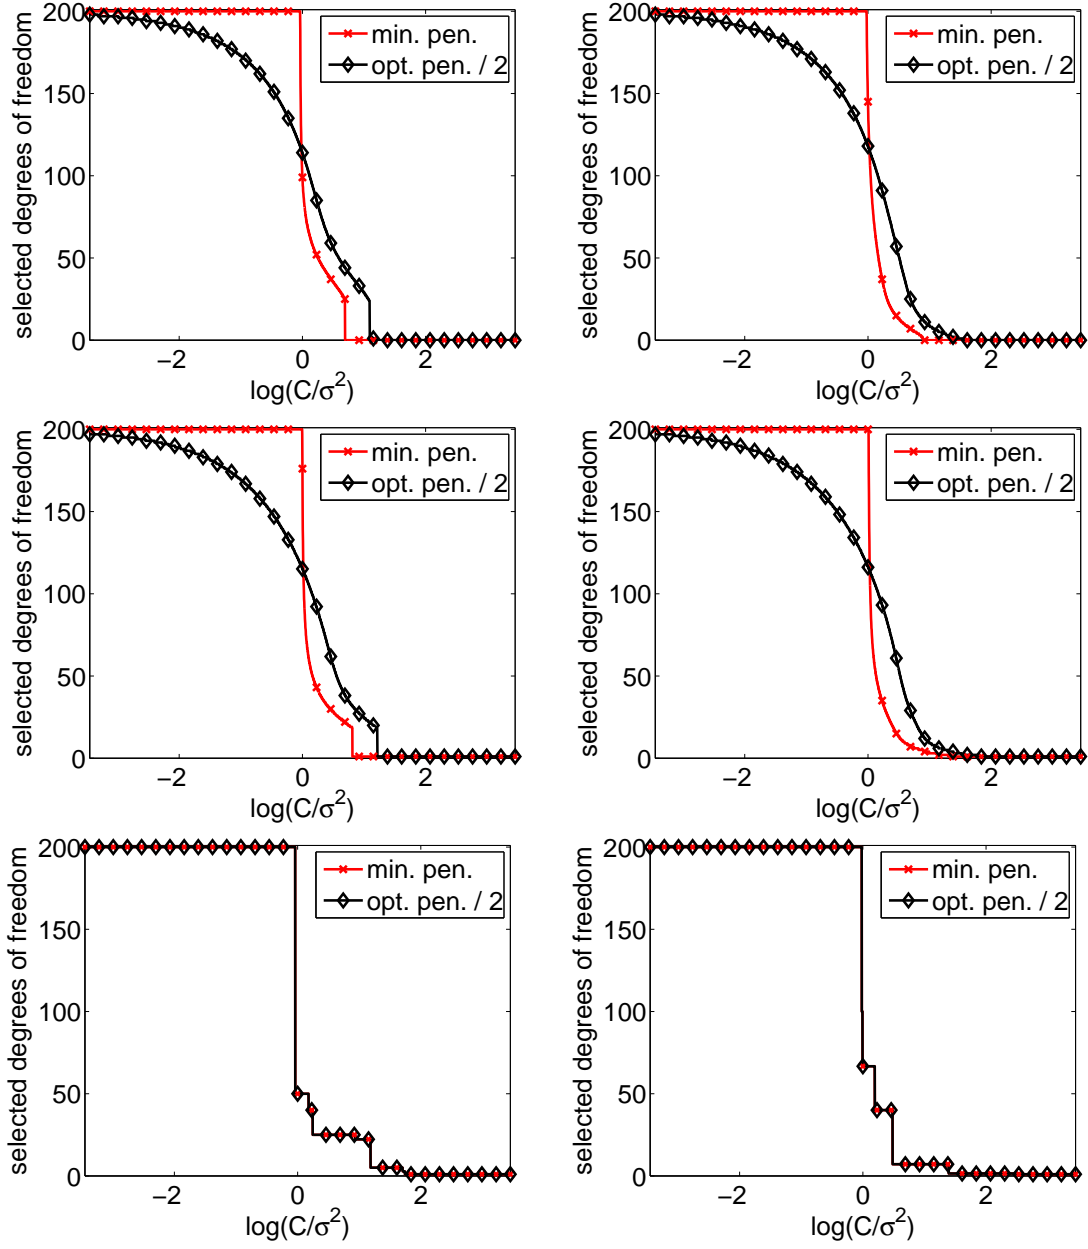 200
150
100
50
0
selected degrees of freedom
min. pen.
opt. pen. / 2
−2
0
2
log(C/σ²)
200
150
100
50
0
selected degrees of freedom
min. pen.
opt. pen. / 2
−2
0
2
log(C/σ²)
200
150
100
50
0
selected degrees of freedom
min. pen.
opt. pen. / 2
−2
0
2
log(C/σ²)
200
150
100
50
0
selected degrees of freedom
min. pen.
opt. pen. / 2
−2
0
2
log(C/σ²)
200
150
100
50
0
selected degrees of freedom
min. pen.
opt. pen. / 2
−2
0
2
log(C/σ²)
200
150
100
50
0
selected degrees of freedom
min. pen.
opt. pen. / 2
−2
0
2
log(C/σ²)